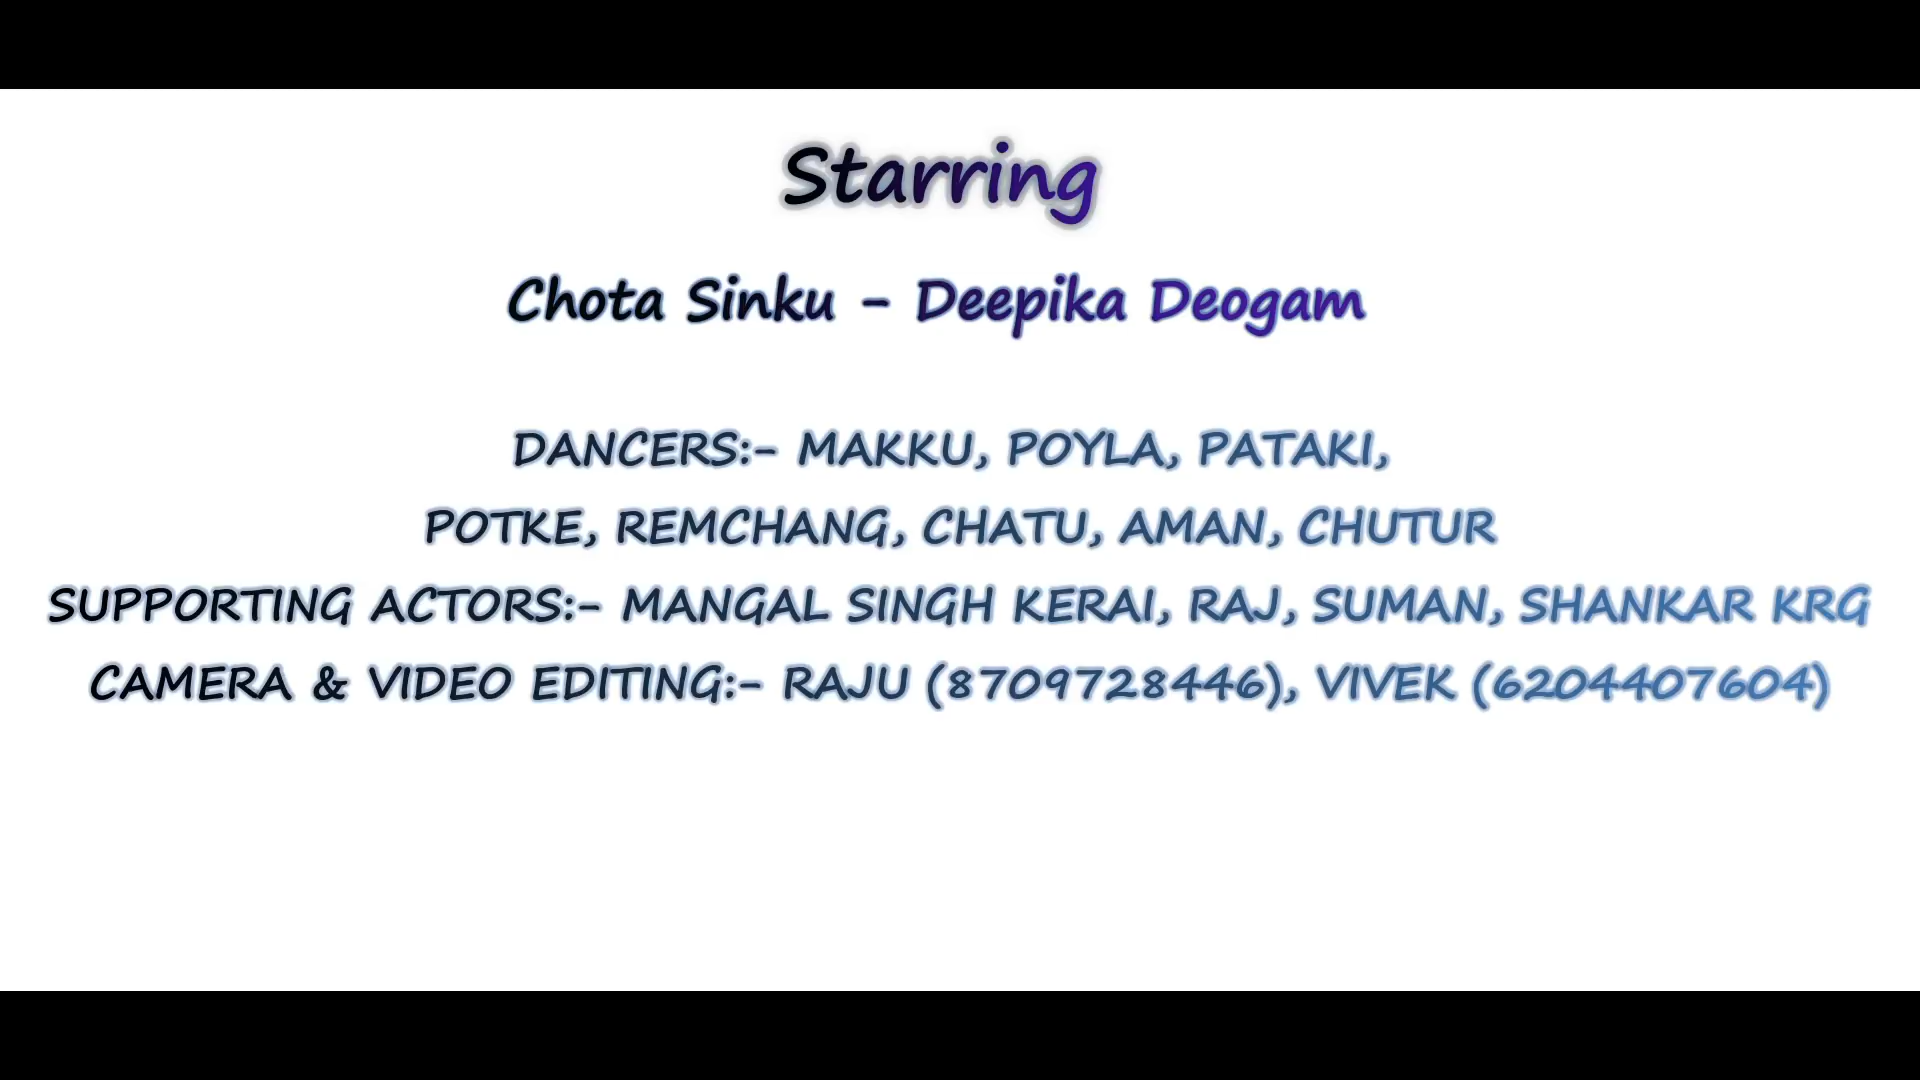 Starring
Chota Sinku - Deepika Deogam
DANCERS:- MAKKU, POYLA, PATAKI,
POTKE, REMCHANG, CHATU, AMAN, CHUTUR
SUPPORTING ACTORS:- MANGAL SINGH KERAI, RAJ, SUMAN, SHANKAR KRG
CAMERA & VIDEO EDITING:- RAJU (8709728446), VIVEK (6204407604)